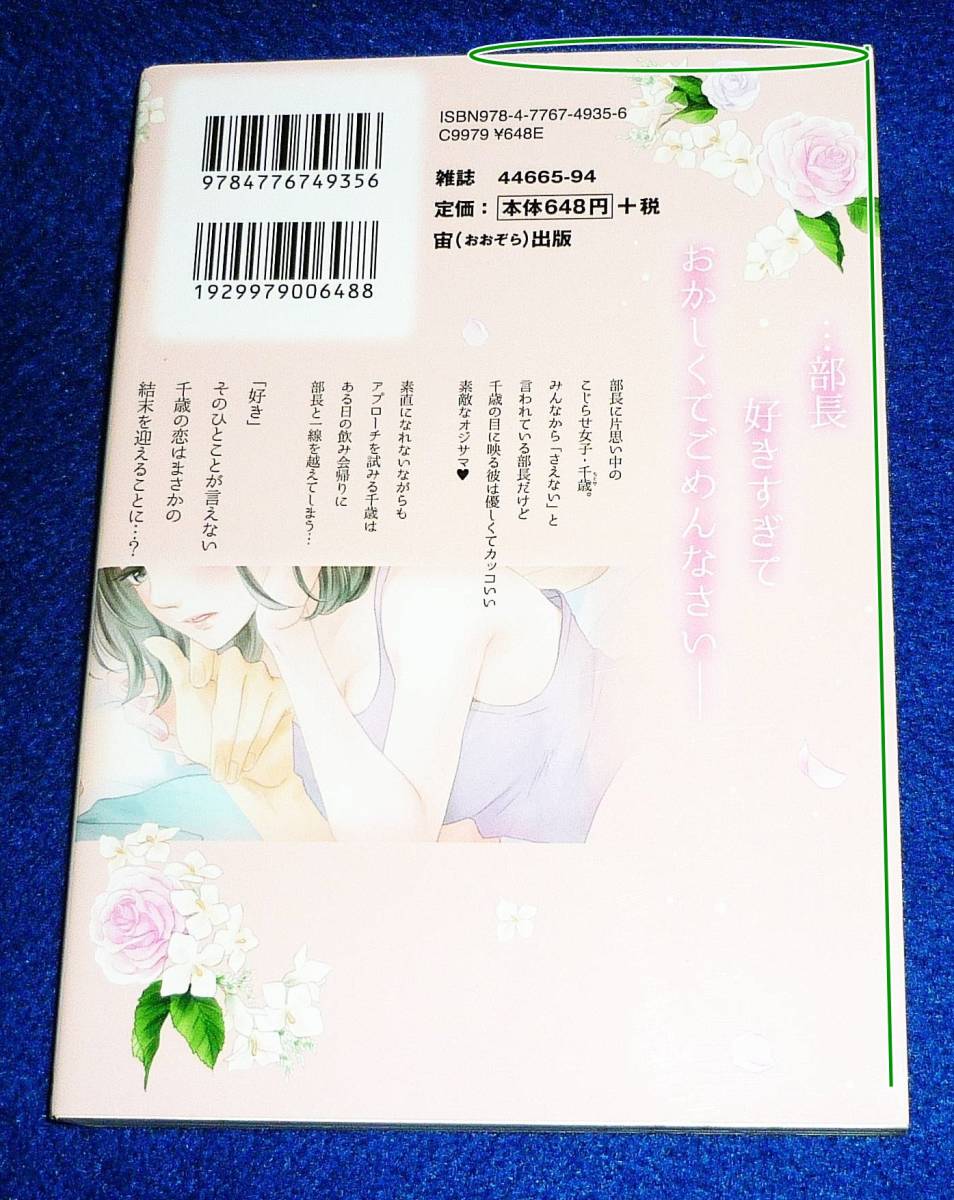 ISBN978-4-7767-4935-6
C9979 ¥648E
9784776749356
雑誌 44665-94
定価：本体648円+税
宙(おおぞら)出版
1929979006488
…部長
好きすぎて
おかしくてごめんなさい―
部長に片思い中の
こじらせ女子・千歳。
みんなから「さえない」と
言われている部長だけど
千歳の目に映る彼は優しくてカッコいい
素敵なオジサマ♥
素直になれないながらも
アプローチを試みる千歳は
ある日の飲み会帰りに
部長と一線を越えてしまう…
「好き」
そのひとことが言えない
千歳の恋はまさかの
結末を迎えることに…？